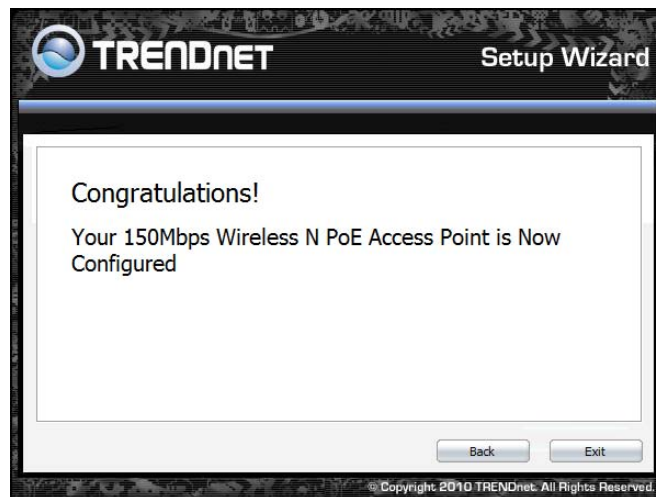 TRENDNET
Setup Wizard
Congratulations!
Your 150Mbps Wireless N PoE Access Point is Now
Configured
Back
Exit
© Copyright 2010 TRENDnet. All Rights Reserved.